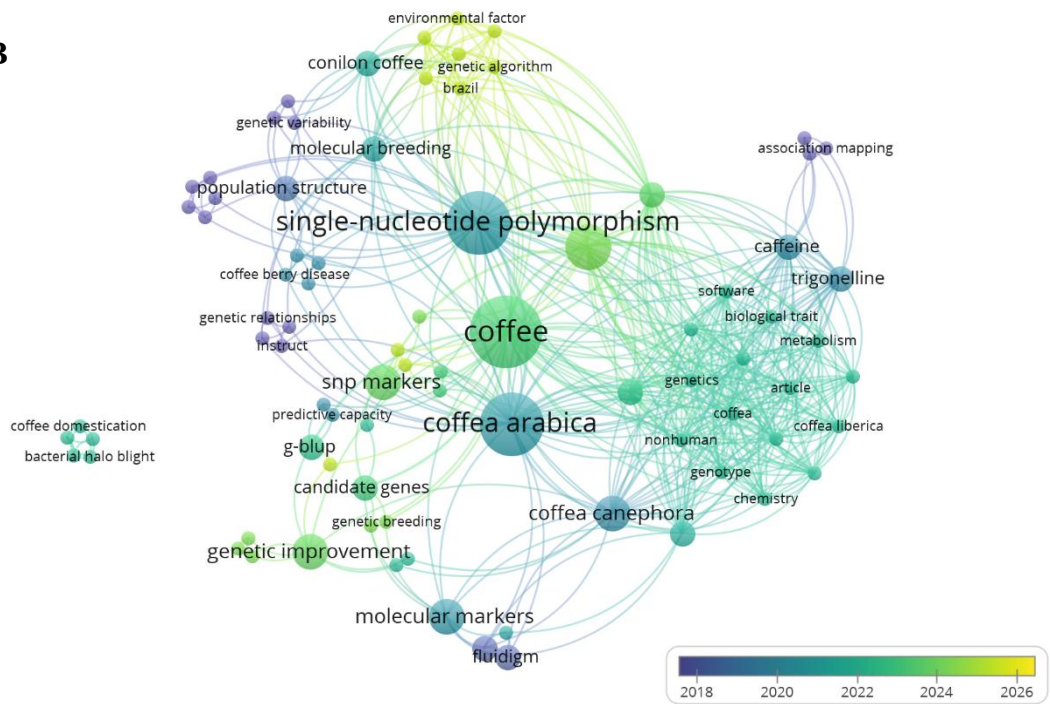 B
environmental factor
conilon coffee
genetic algorithm
brazil
genetic variability
molecular breeding
association mapping
population structure
single-nucleotide polymorphism
caffeine
coffee berry disease
trigonelline
software
genetic relationships
biological trait
coffee
metabolism
instruct
snp markers
genetics
article
predictive capacity
coffea arabica
coffea
coffee domestication
coffea liberica
g-blup
nonhuman
bacterial halo blight
genotype
candidate genes
chemistry
coffea canephora
genetic breeding
genetic improvement
molecular markers
fluidigm
2018 2020 2022 2024 2026